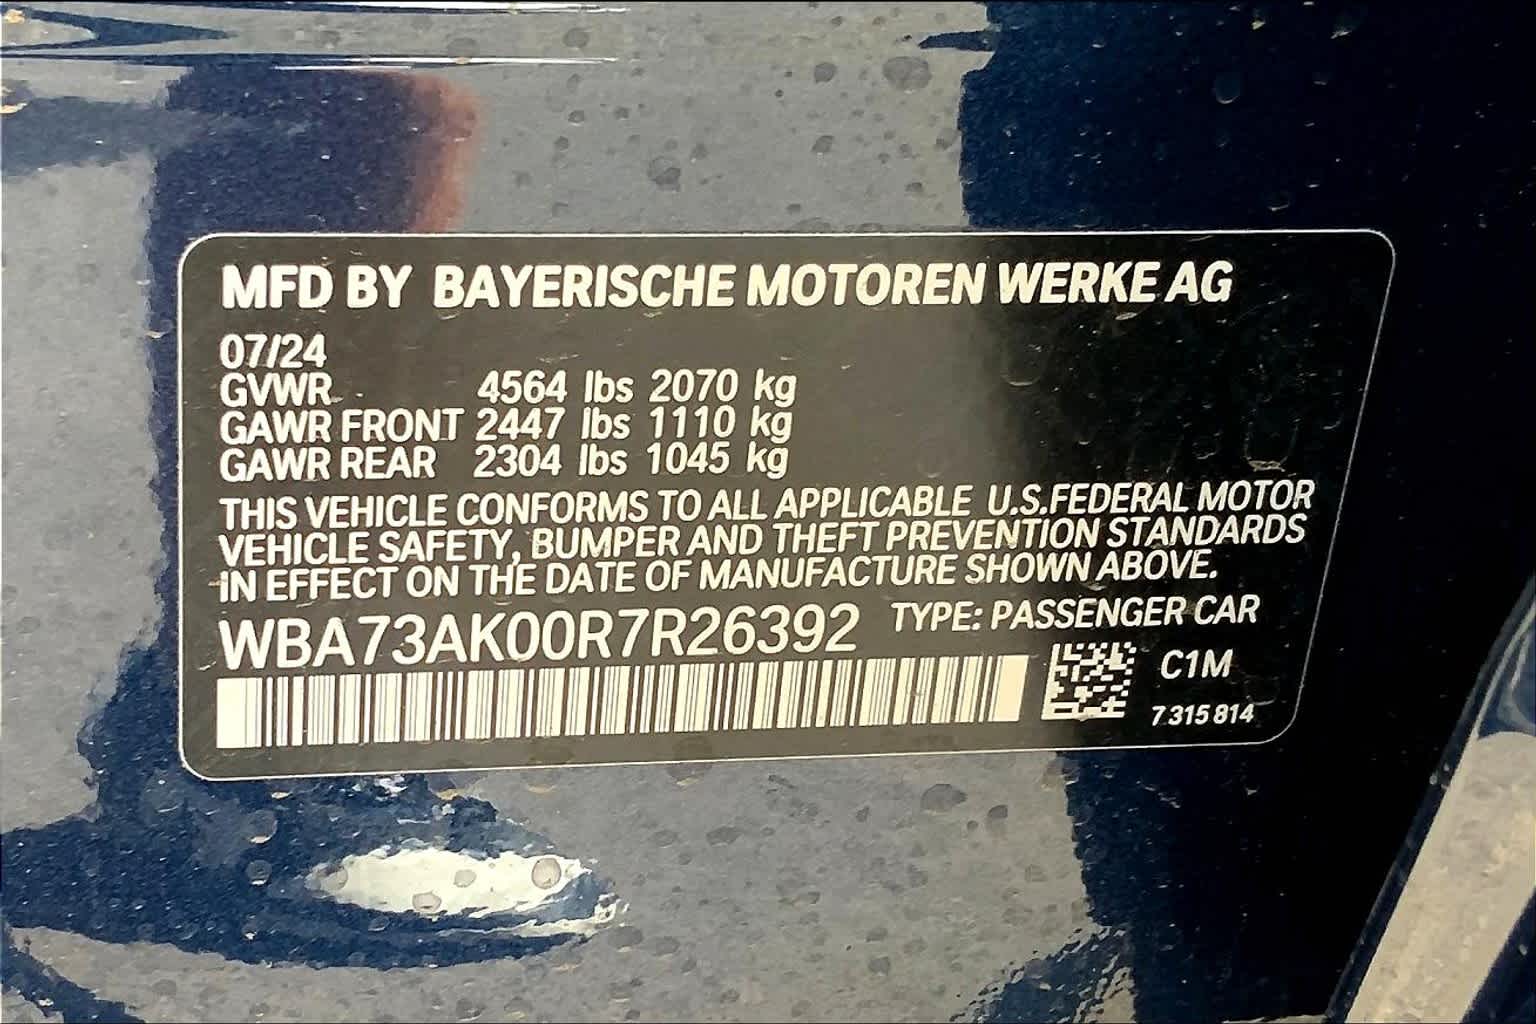 MFD BY BAYERISCHE MOTOREN WERKE AG
07/24
GVWR 4564 lbs 2070 kg
GAWR FRONT 2447 lbs 1110 kg
GAWR REAR 2304 lbs 1045 kg
THIS VEHICLE CONFORMS TO ALL APPLICABLE U.S.FEDERAL MOTOR
VEHICLE SAFETY, BUMPER AND THEFT PREVENTION STANDARDS
IN EFFECT ON THE DATE OF MANUFACTURE SHOWN ABOVE.
WBA73AK00R7R26392 TYPE: PASSENGER CAR
C1M
7 315 814